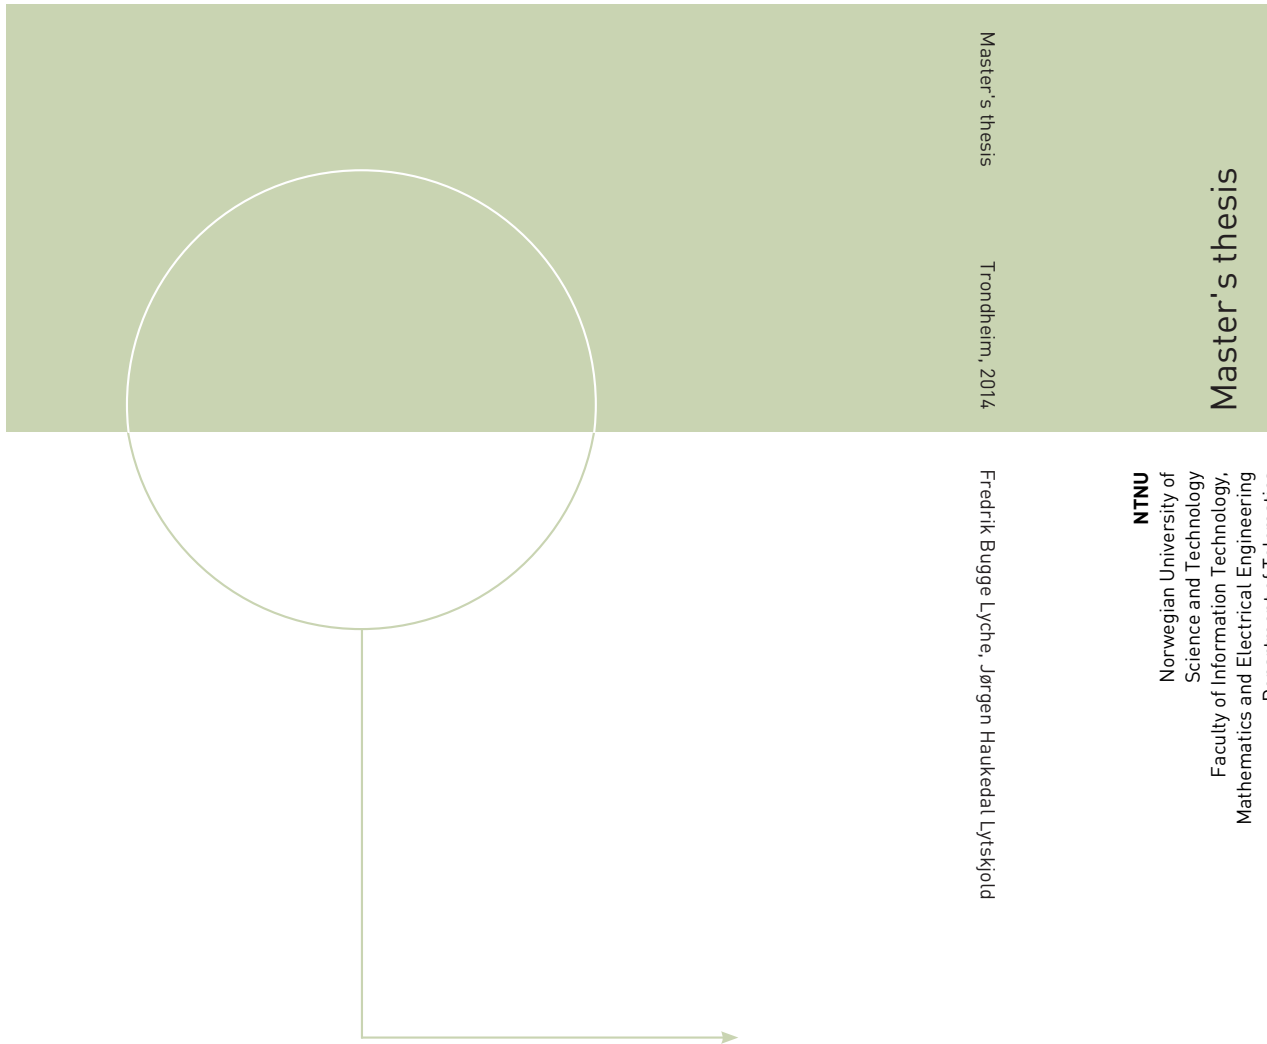 Master's thesis
Trondheim, 2014
Fredrik Bugge Lyche, Jørgen Haukedal Lytskjold
Master's thesis
NTNU
Norwegian University of
Science and Technology
Faculty of Information Technology,
Mathematics and Electrical Engineering